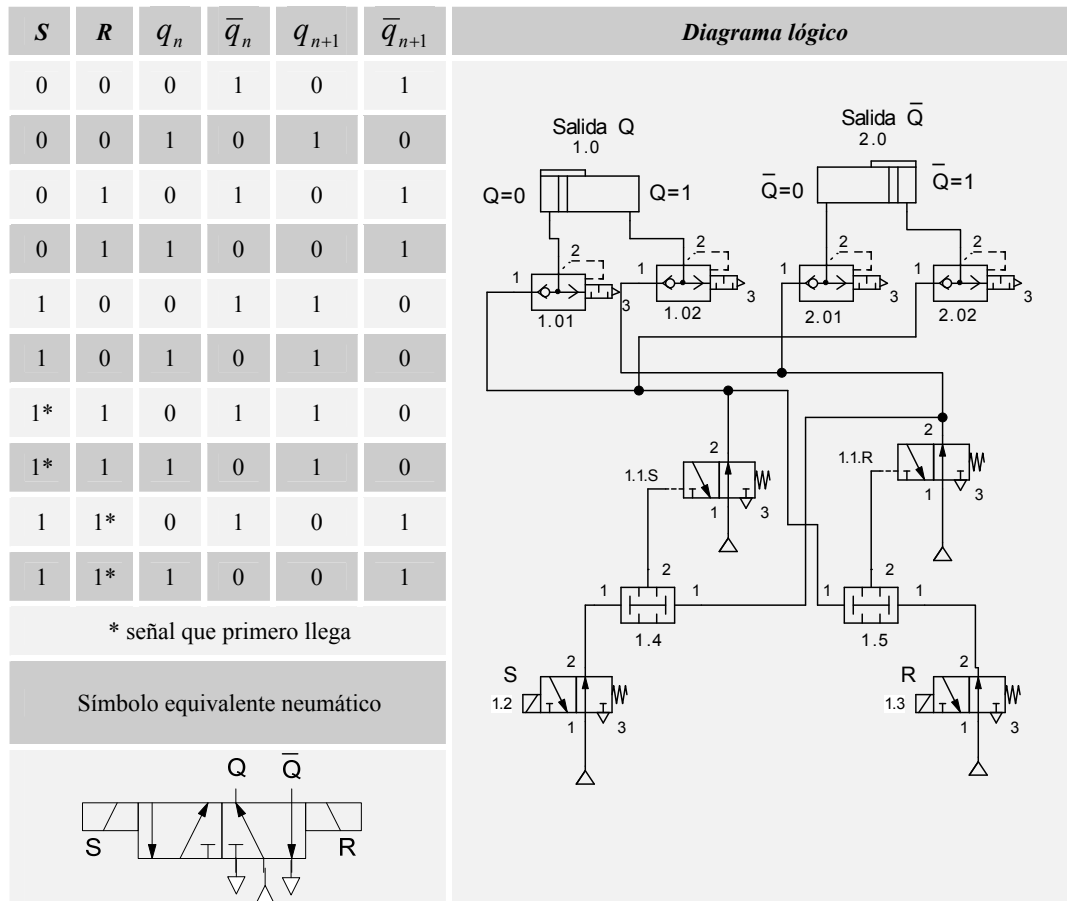 S R qn q̄n qn+1 q̄n+1
0 0 0 1 0 1
0 0 1 0 1 0
0 1 0 1 0 1
0 1 1 0 0 1
1 0 0 1 1 0
1 0 1 0 1 0
1* 1 0 1 1 0
1* 1 1 0 1 0
1 1* 0 1 0 1
1 1* 1 0 0 1
* señal que primero llega
Símbolo equivalente neumático
Q Q̄
S R
Diagrama lógico
Salida Q Salida Q̄
1.0 2.0
Q=0 Q=1 Q̄=0 Q̄=1
2 2 2 2
1 1 1 1
3 3 3 3
1.01 1.02 2.01 2.02
2 2
1.1.S 1.1.R
1 3 1 3
2 2
1 1 1 1
1.4 1.5
2 2
S R
1.2 1.3
1 3 1 3